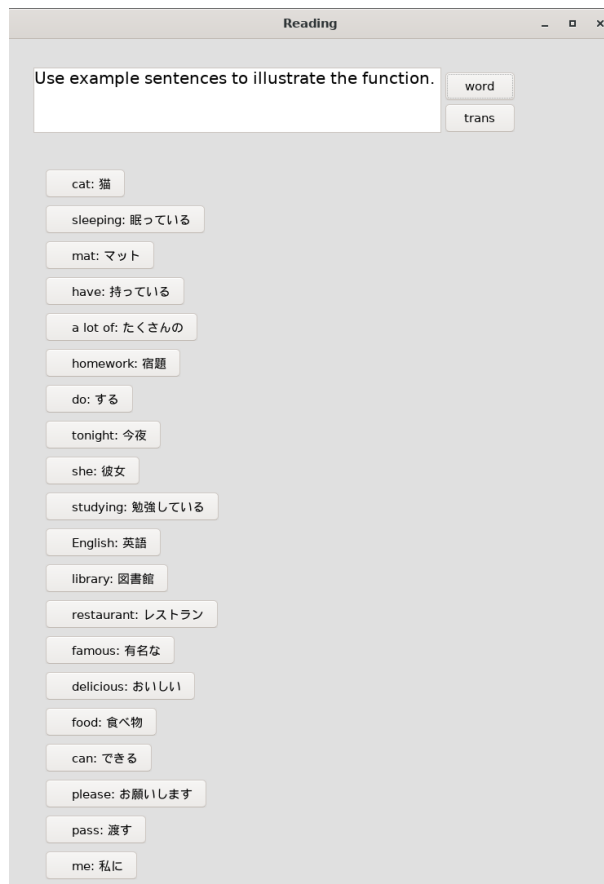 Reading
Use example sentences to illustrate the function.
word
trans
cat: 猫
sleeping: 眠っている
mat: マット
have: 持っている
a lot of: たくさんの
homework: 宿題
do: する
tonight: 今夜
she: 彼女
studying: 勉強している
English: 英語
library: 図書館
restaurant: レストラン
famous: 有名な
delicious: おいしい
food: 食べ物
can: できる
please: お願いします
pass: 渡す
me: 私に